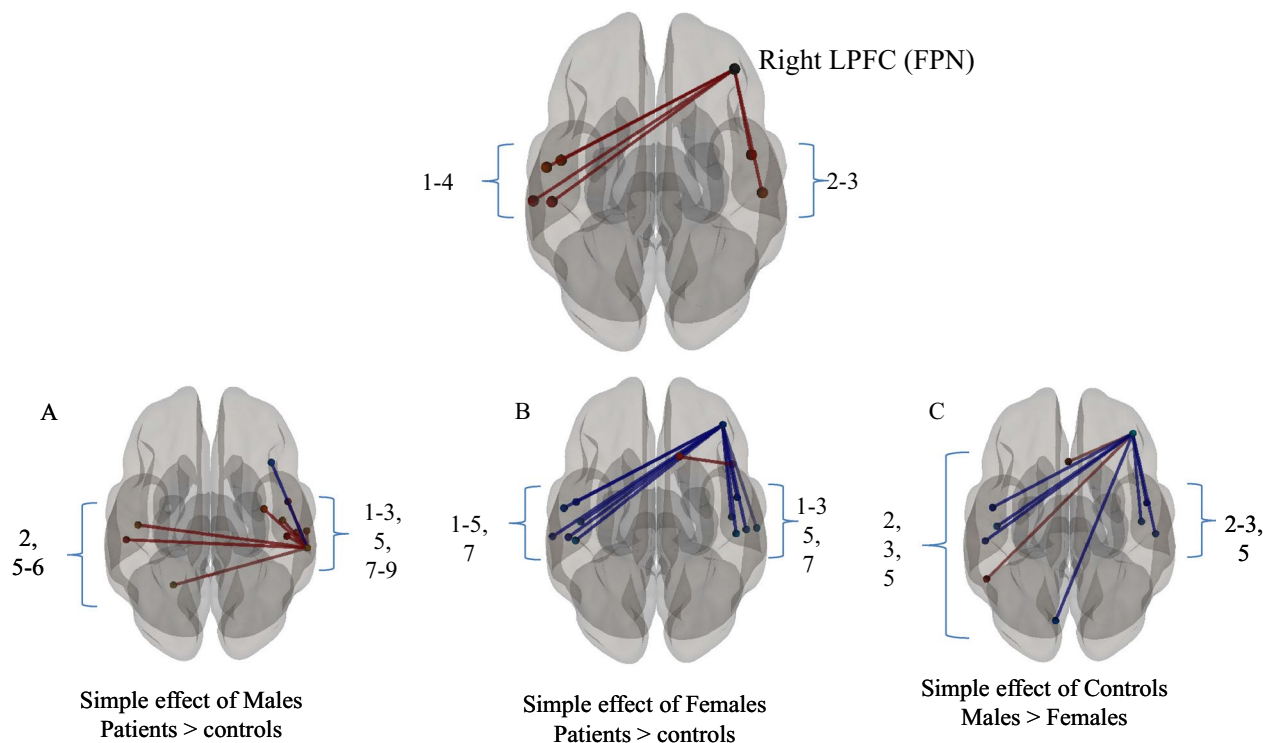 Right LPFC (FPN)
1-4
2-3
A
B
C
2,
5-6
1-3,
5,
7-9
1-5,
7
1-3
5,
7
2,
3,
5
2-3,
5
Simple effect of Males
Patients > controls
Simple effect of Females
Patients > controls
Simple effect of Controls
Males > Females